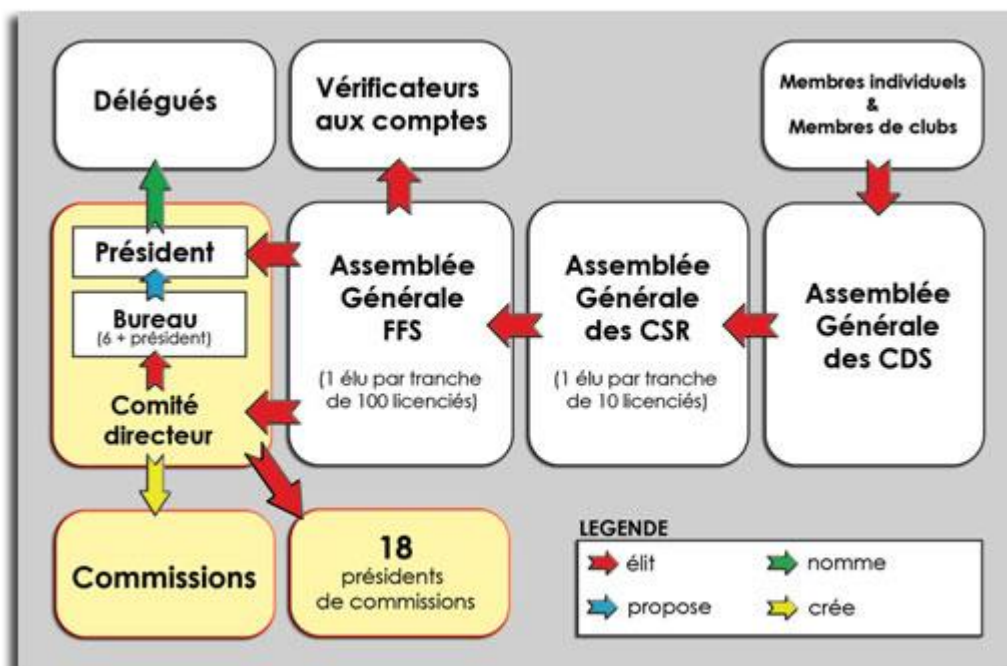 Délégués
Vérificateurs
aux comptes
Membres individuels
&
Membres de clubs
Président
Bureau
(6 + président)
Comité
directeur
Assemblée
Générale
FFS
(1 élu par tranche
de 100 licenciés)
Assemblée
Générale
des CSR
(1 élu par tranche
de 10 licenciés)
Assemblée
Générale
des CDS
Commissions
18
présidents
de commissions
LEGENDE
élit
nomme
propose
crée